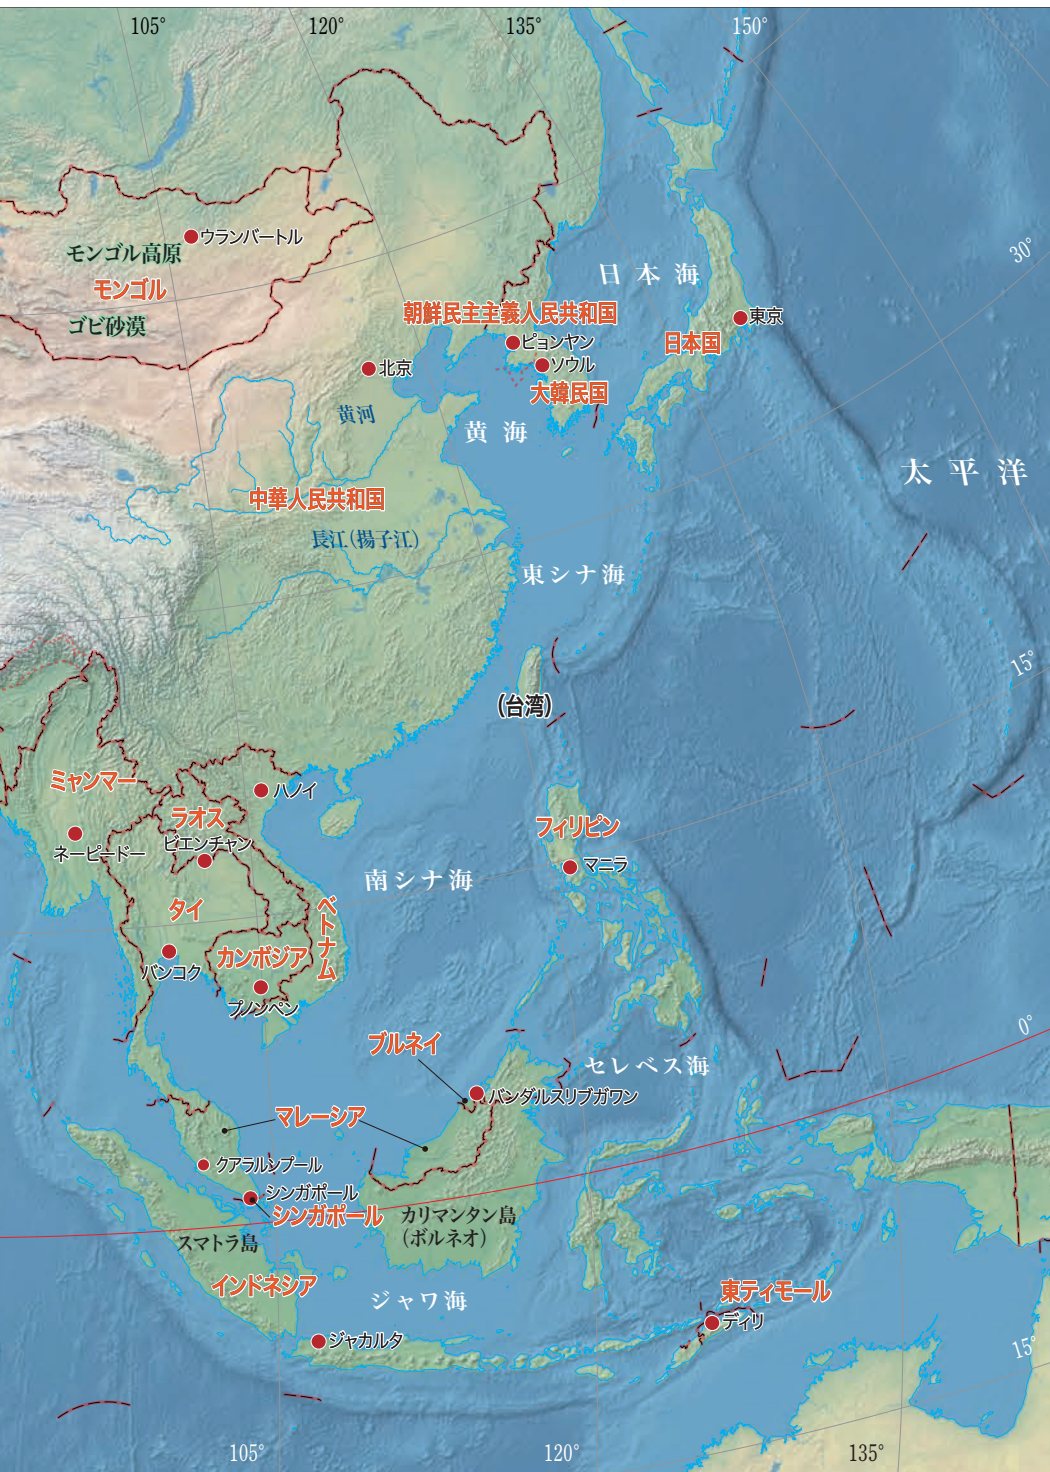 105°
120°
135°
150°
30°
ウランバートル
モンゴル高原
モンゴル
ゴビ砂漠
日本海
朝鮮民主主義人民共和国
東京
ピョンヤン
日本国
ソウル
北京
大韓民国
黄河
黄海
太平洋
中華人民共和国
長江(揚子江)
東シナ海
15°
(台湾)
ミャンマー
ハノイ
ラオス
フィリピン
ビエンチャン
ネーピードー
マニラ
南シナ海
タイ
ベトナム
カンボジア
バンコク
プノンペン
0°
ブルネイ
セレベス海
バンダルスリブガワン
マレーシア
クアラルンプール
シンガポール
シンガポール
カリマンタン島
(ボルネオ)
スマトラ島
インドネシア
東ティモール
ジャワ海
ディリ
ジャカルタ
15°
105°
120°
135°